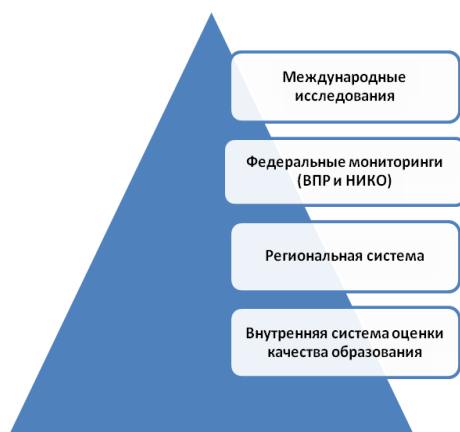 Международные
исследования
Федеральные мониторинги
(ВПР и НИКО)
Региональная система
Внутренняя система оценки
качества образования